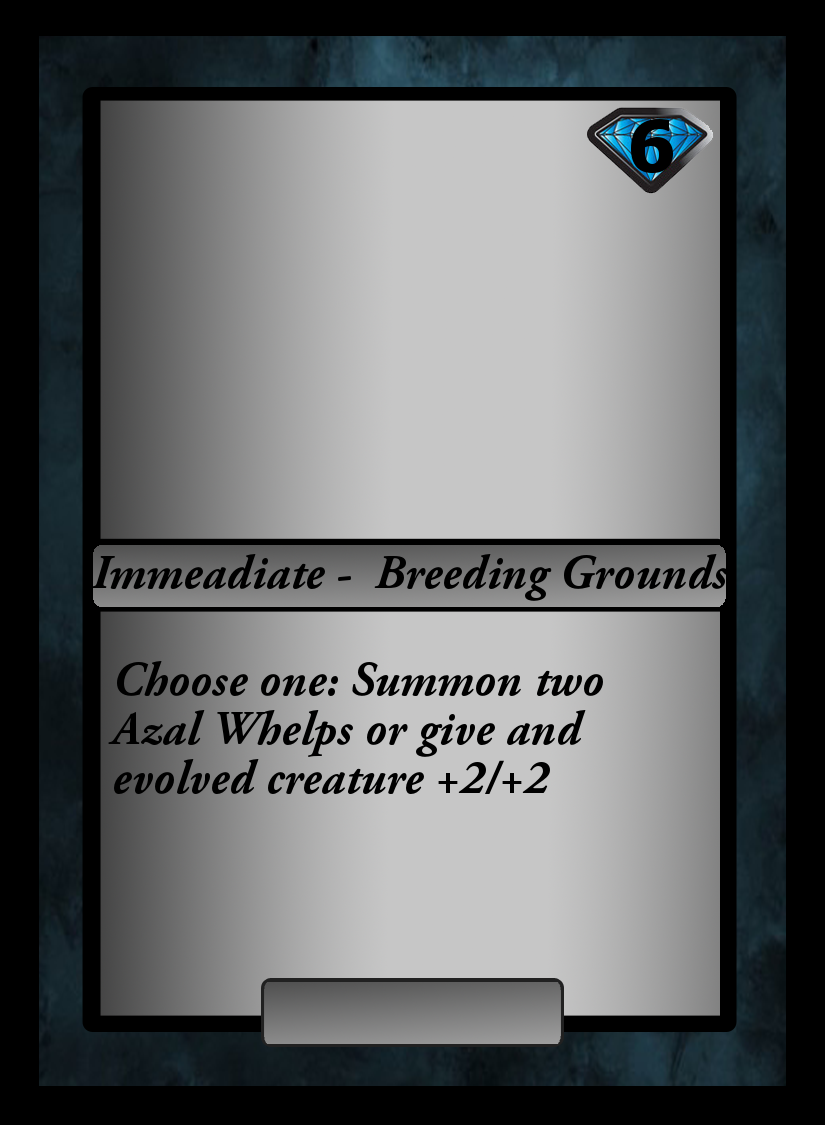 6
Immeadiate - Breeding Grounds
Choose one: Summon two
Azal Whelps or give and
evolved creature +2/+2